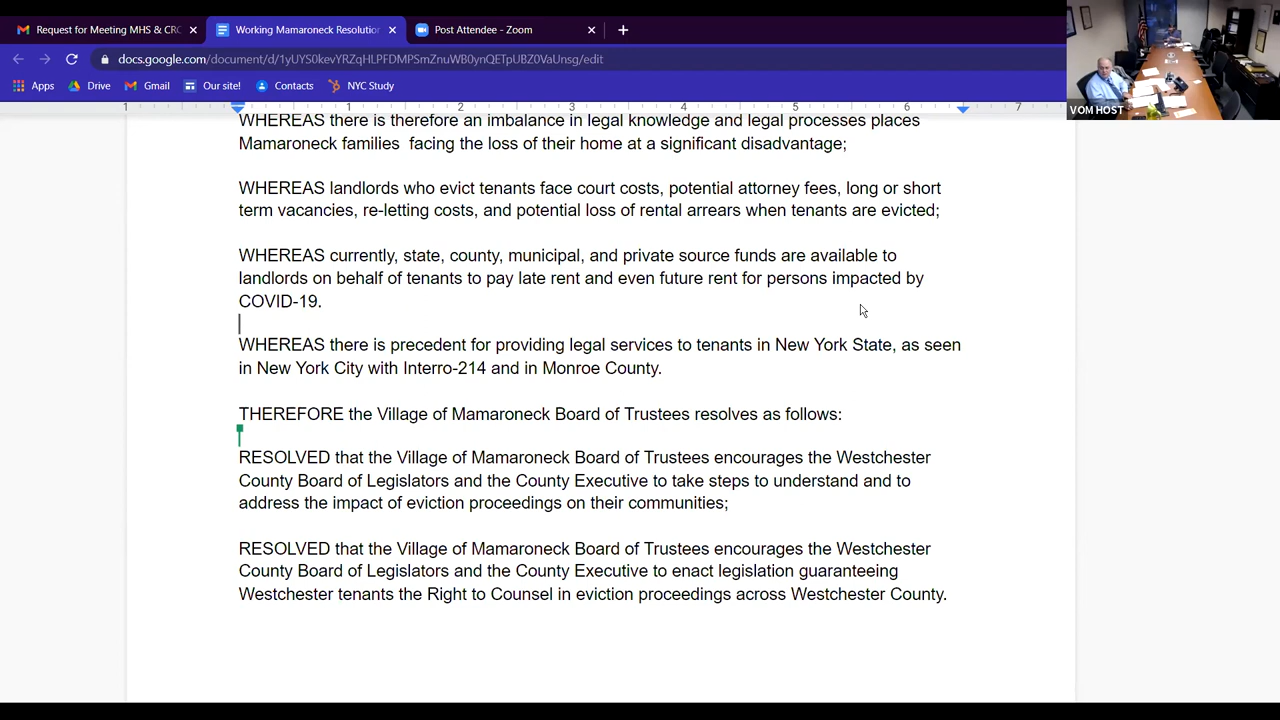 Request for Meeting MHS & CRC
Working Mamaroneck Resolution
Post Attendee - Zoom
docs.google.com/document/d/1yUYS0kevYRZqHLPFDMPSmZnuWB0ynQETpUBZ0VaUnsg/edit
Apps
Drive
Gmail
Our site!
Contacts
NYC Study
VOM HOST
1 1 2 3 4 5 6 7
WHEREAS there is therefore an imbalance in legal knowledge and legal processes places
Mamaroneck families facing the loss of their home at a significant disadvantage;
WHEREAS landlords who evict tenants face court costs, potential attorney fees, long or short
term vacancies, re-letting costs, and potential loss of rental arrears when tenants are evicted;
WHEREAS currently, state, county, municipal, and private source funds are available to
landlords on behalf of tenants to pay late rent and even future rent for persons impacted by
COVID-19.
WHEREAS there is precedent for providing legal services to tenants in New York State, as seen
in New York City with Interro-214 and in Monroe County.
THEREFORE the Village of Mamaroneck Board of Trustees resolves as follows:
RESOLVED that the Village of Mamaroneck Board of Trustees encourages the Westchester
County Board of Legislators and the County Executive to take steps to understand and to
address the impact of eviction proceedings on their communities;
RESOLVED that the Village of Mamaroneck Board of Trustees encourages the Westchester
County Board of Legislators and the County Executive to enact legislation guaranteeing
Westchester tenants the Right to Counsel in eviction proceedings across Westchester County.